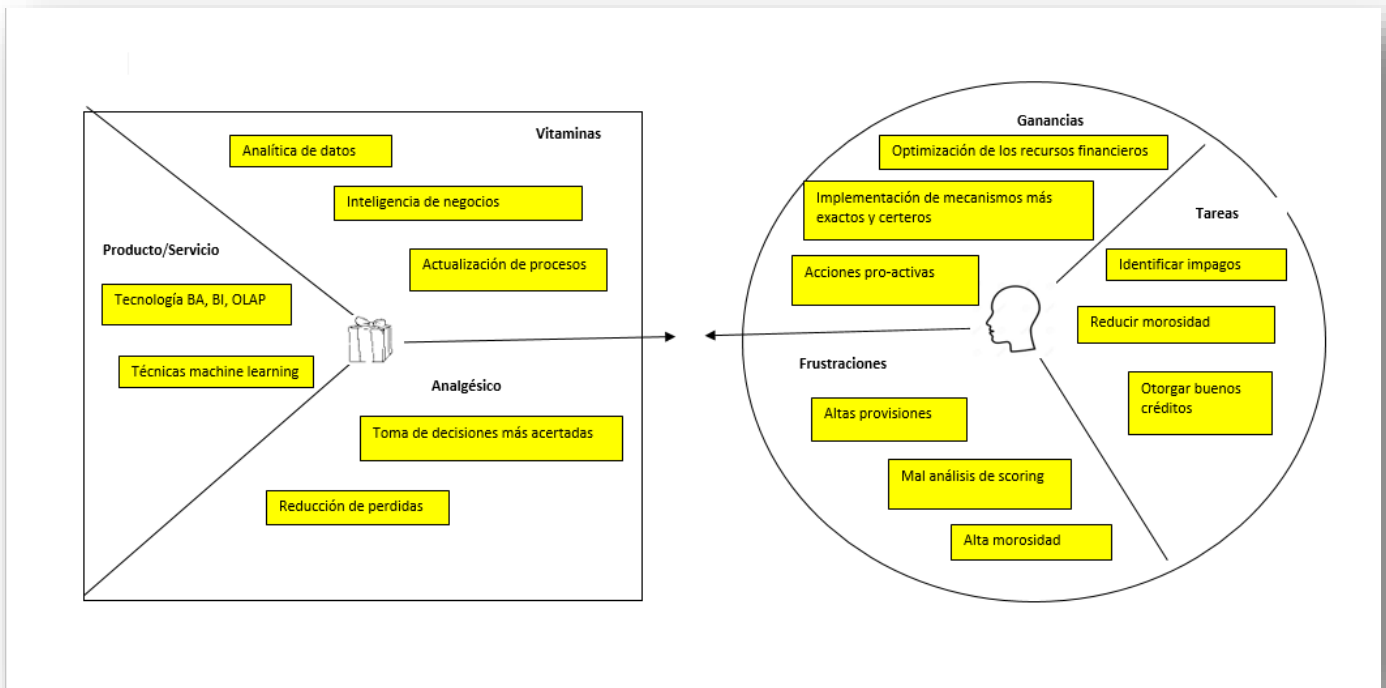 Vitaminas
Analítica de datos
Inteligencia de negocios
Actualización de procesos
Producto/Servicio
Tecnología BA, BI, OLAP
Técnicas machine learning
Analgésico
Toma de decisiones más acertadas
Reducción de perdidas
Ganancias
Optimización de los recursos financieros
Implementación de mecanismos más
exactos y certeros
Acciones pro-activas
Tareas
Identificar impagos
Reducir morosidad
Otorgar buenos
créditos
Frustraciones
Altas provisiones
Mal análisis de scoring
Alta morosidad